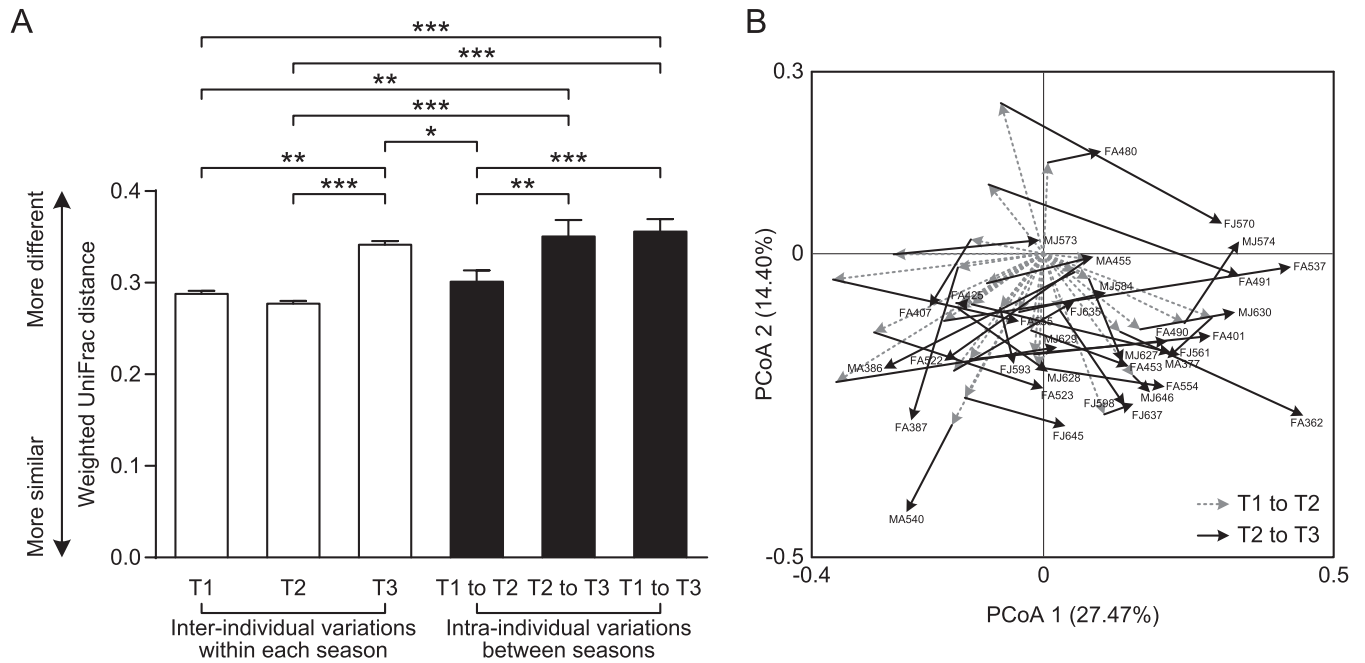 A
***
***
**
***
*
**
***
***
**
More different
More similar
Weighted UniFrac distance
0.4
0.3
0.2
0.1
0.0
T1
T2
T3
T1 to T2
T2 to T3
T1 to T3
Inter-individual variations
within each season
Intra-individual variations
between seasons
B
0.3
0
-0.5
PCoA 2 (14.40%)
FA480
FJ570
MJ573
MJ574
MA455
FA537
FA491
MJ584
FA425
FA407
FJ635
MJ630
FA490
FA401
MJ629
FJ561
MJ627
FA522
MA386
FJ593
FA453
MA377
MJ628
FA554
FA523
MJ646
FJ598
FJ637
FA387
FJ645
FA362
MA540
T1 to T2
T2 to T3
-0.4
0
0.5
PCoA 1 (27.47%)